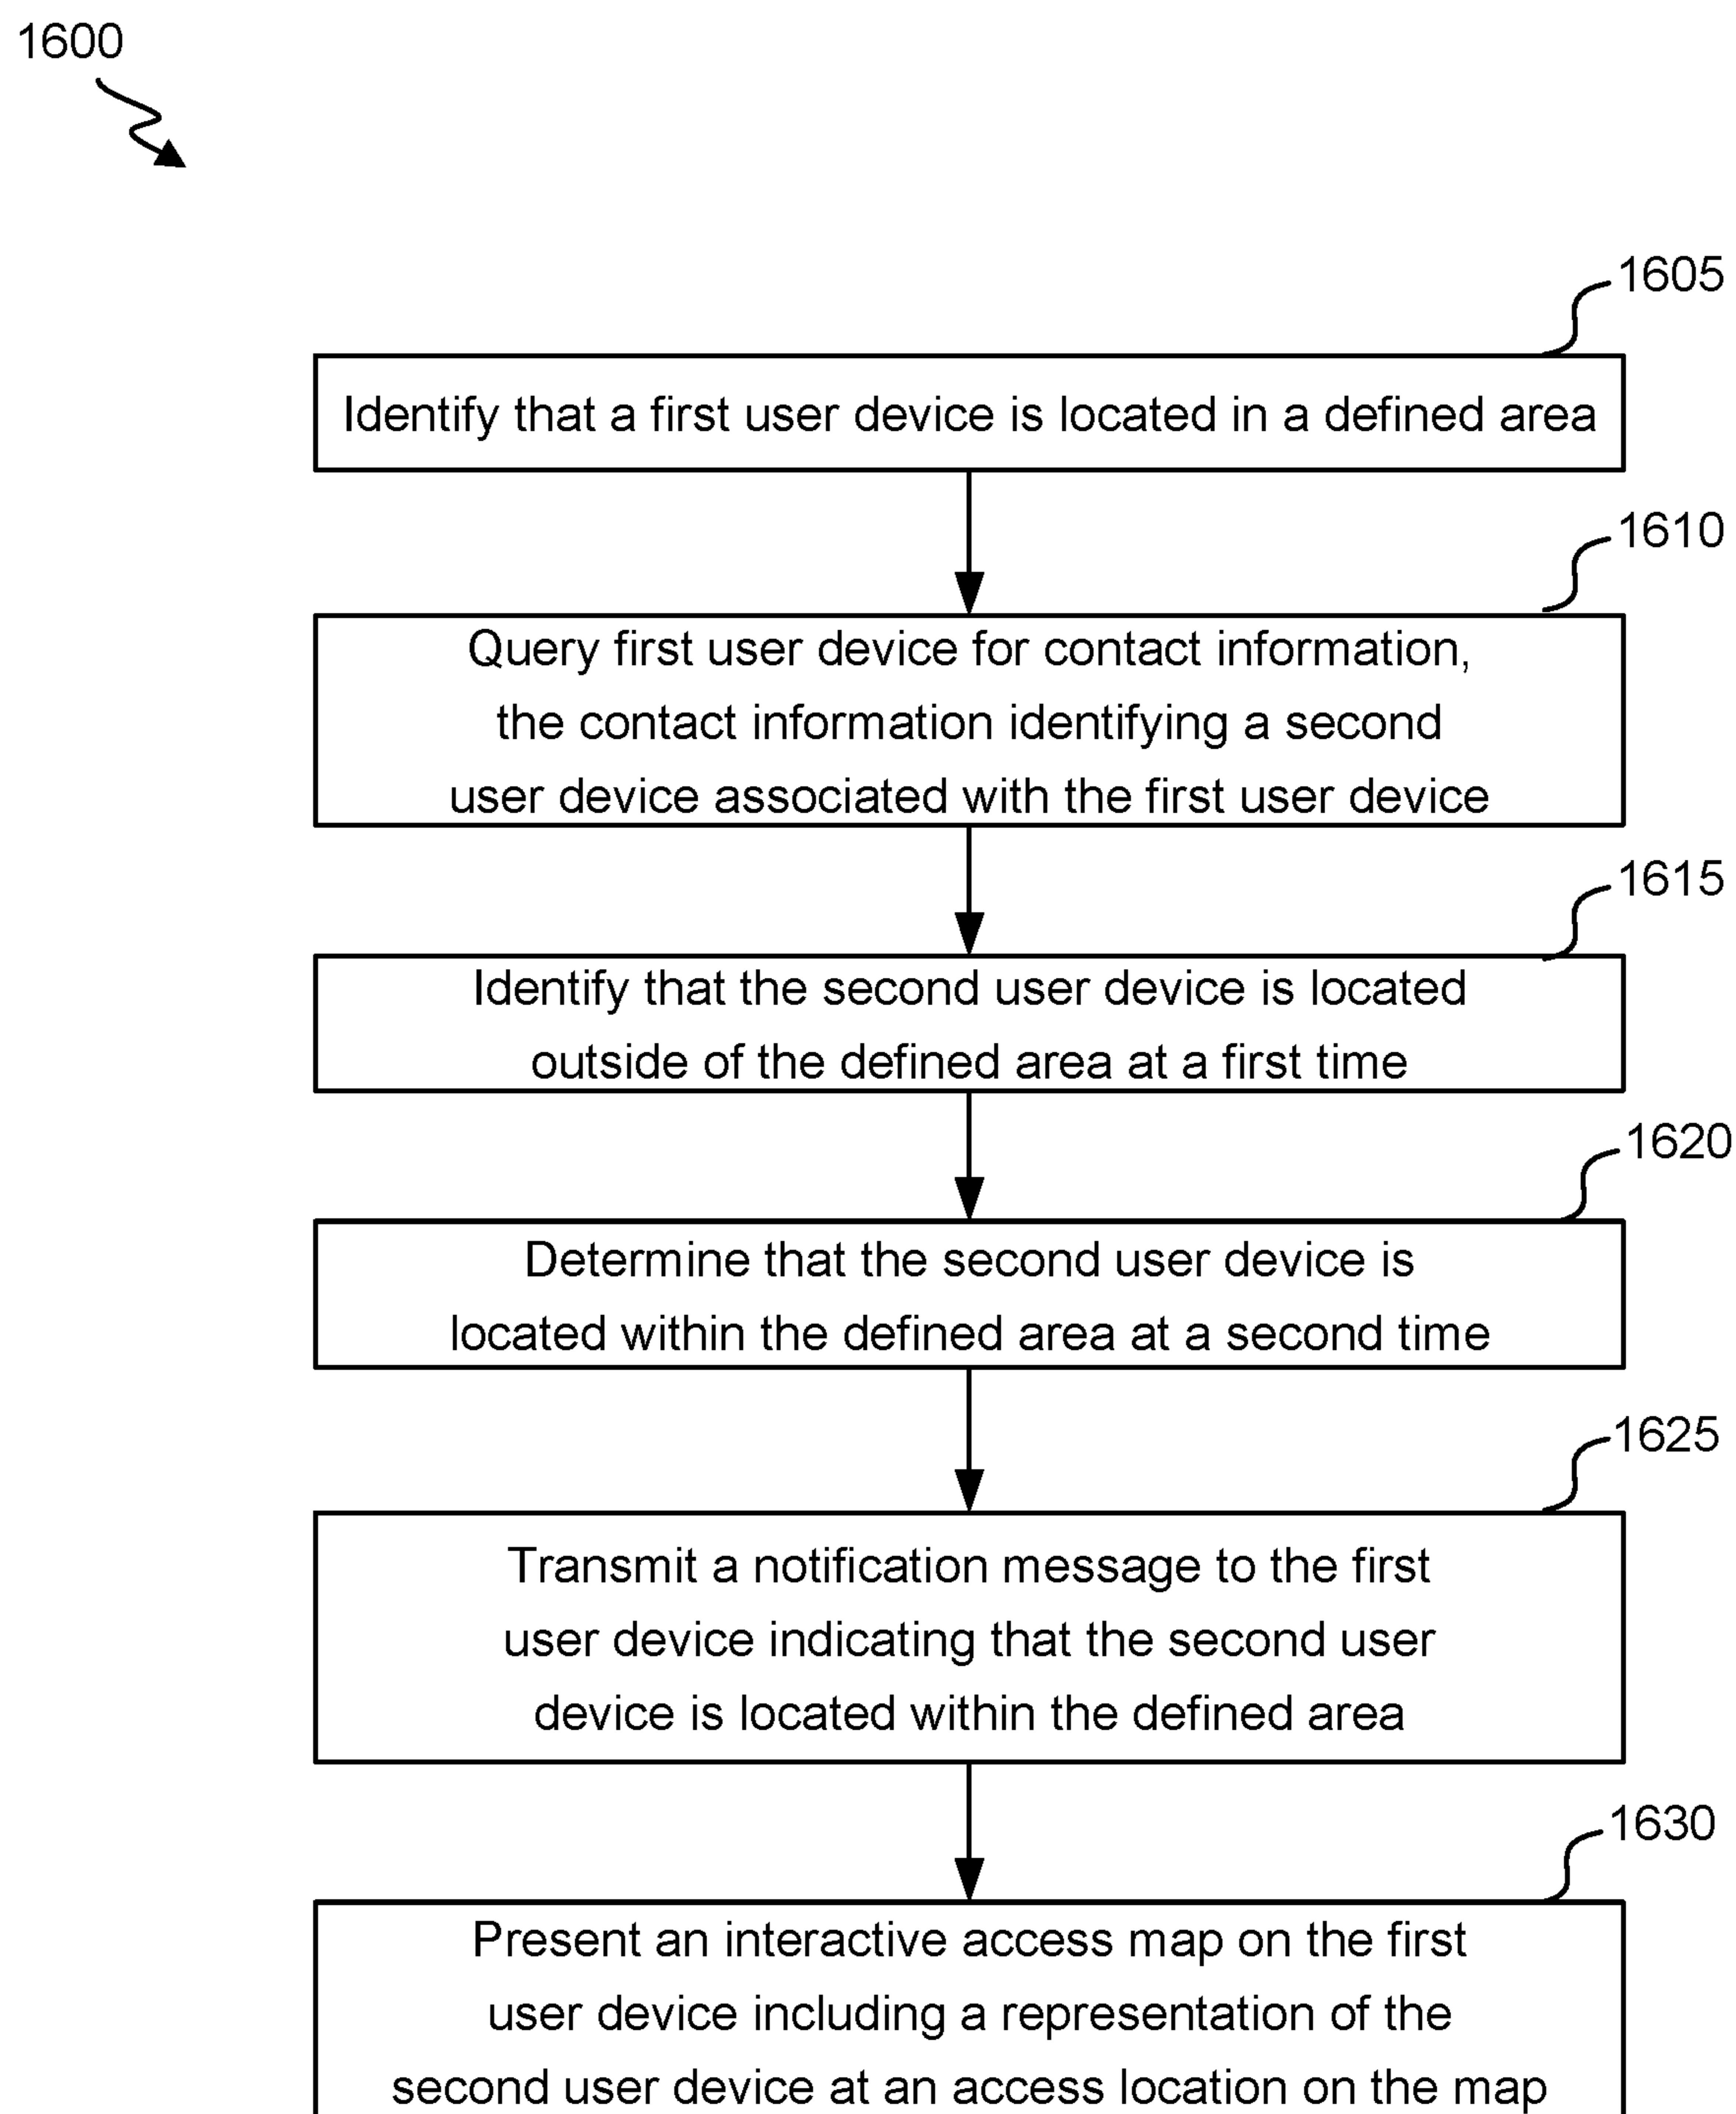 1600
1605
Identify that a first user device is located in a defined area
1610
Query first user device for contact information,
the contact information identifying a second
user device associated with the first user device
1615
Identify that the second user device is located
outside of the defined area at a first time
1620
Determine that the second user device is
located within the defined area at a second time
1625
Transmit a notification message to the first
user device indicating that the second user
device is located within the defined area
1630
Present an interactive access map on the first
user device including a representation of the
second user device at an access location on the map